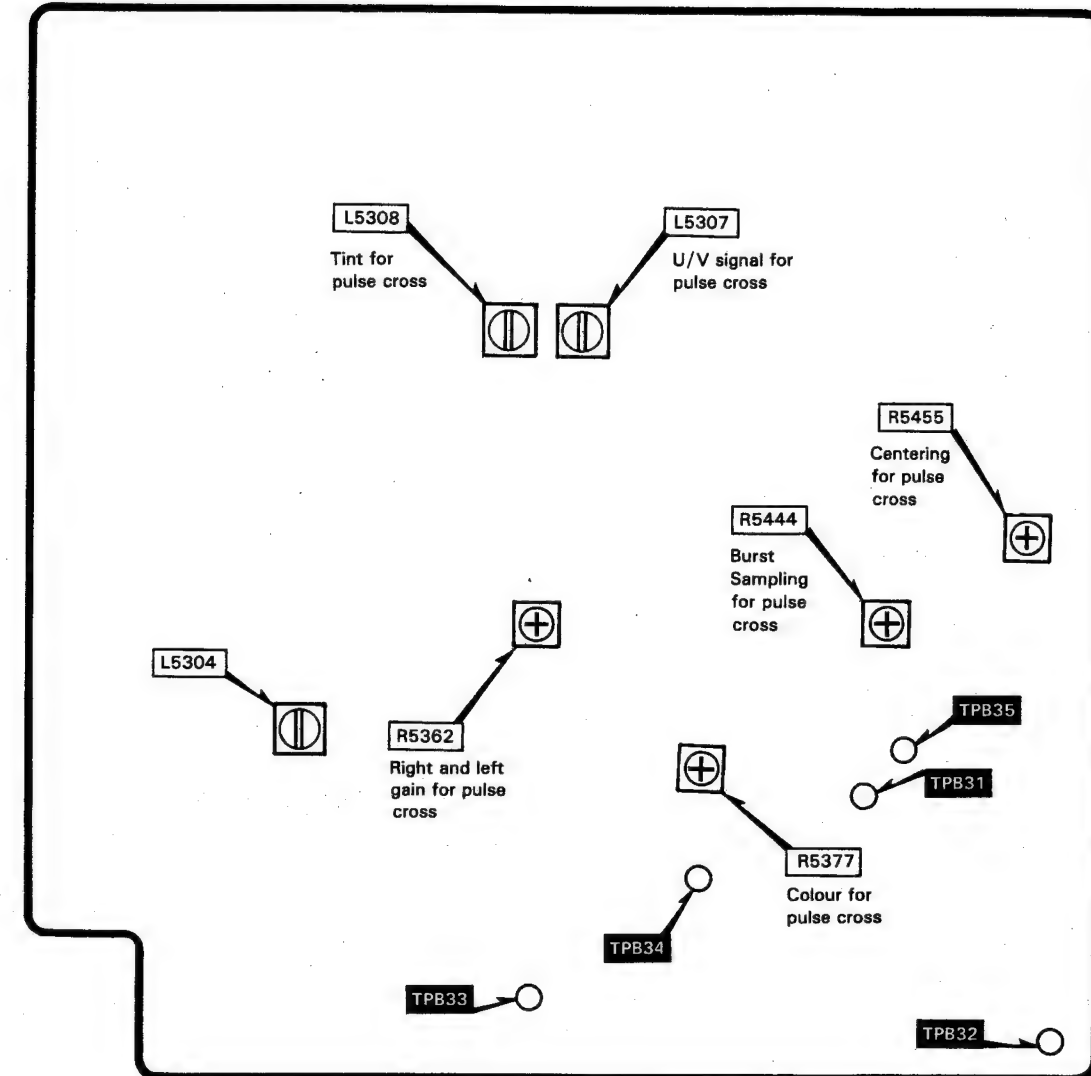 L5308
Tint for
pulse cross
L5307
U/V signal for
pulse cross
R5455
Centering
for pulse
cross
R5444
Burst
Sampling
for pulse
cross
L5304
R5362
Right and left
gain for pulse
cross
TPB35
TPB31
R5377
Colour for
pulse cross
TPB34
TPB33
TPB32